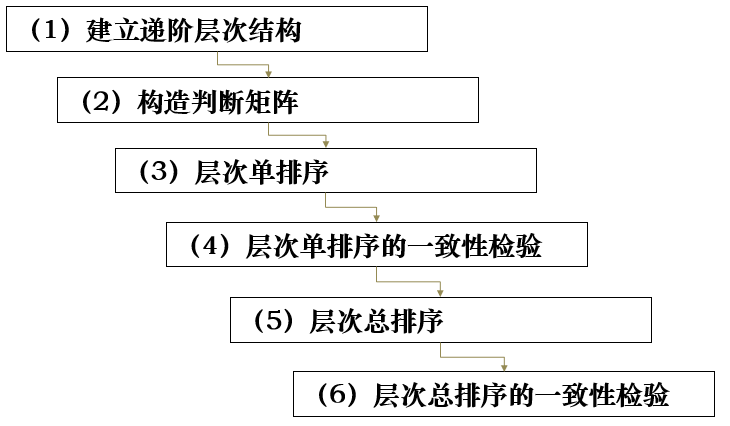 （1）建立递阶层次结构
（2）构造判断矩阵
（3）层次单排序
（4）层次单排序的一致性检验
（5）层次总排序
（6）层次总排序的一致性检验